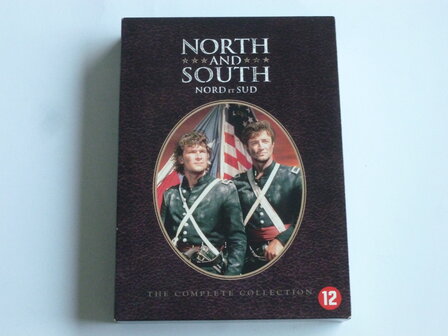 NORTH
AND
SOUTH
NORD ET SUD
THE COMPLETE COLLECTION
12